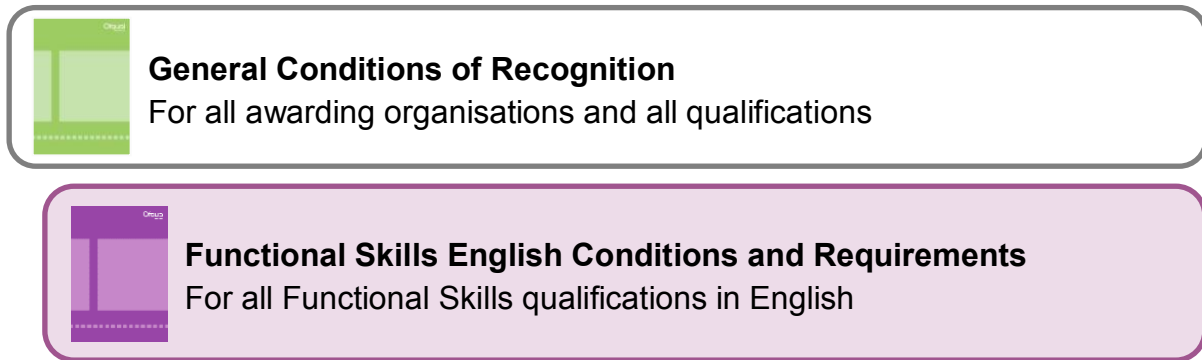 General Conditions of Recognition
For all awarding organisations and all qualifications
Functional Skills English Conditions and Requirements
For all Functional Skills qualifications in English